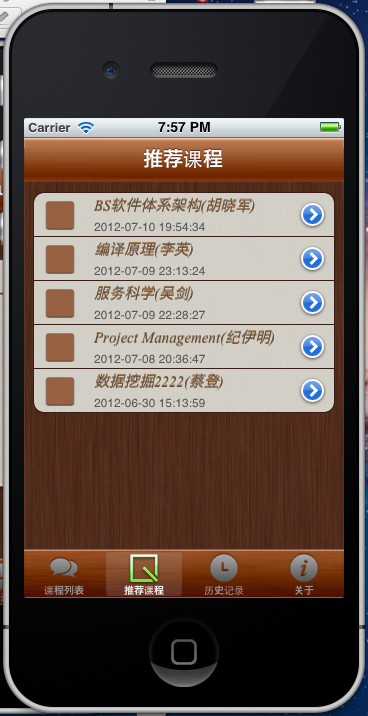 Carrier 7:57 PM
推荐课程
BS软件体系架构(胡晓军)
2012-07-10 19:54:34
编译原理(李英)
2012-07-09 23:13:24
服务科学(吴剑)
2012-07-09 22:28:27
Project Management(纪伊明)
2012-07-08 20:36:47
数据挖掘2222(蔡登)
2012-06-30 15:13:59
课程列表 推荐课程 历史记录 关于